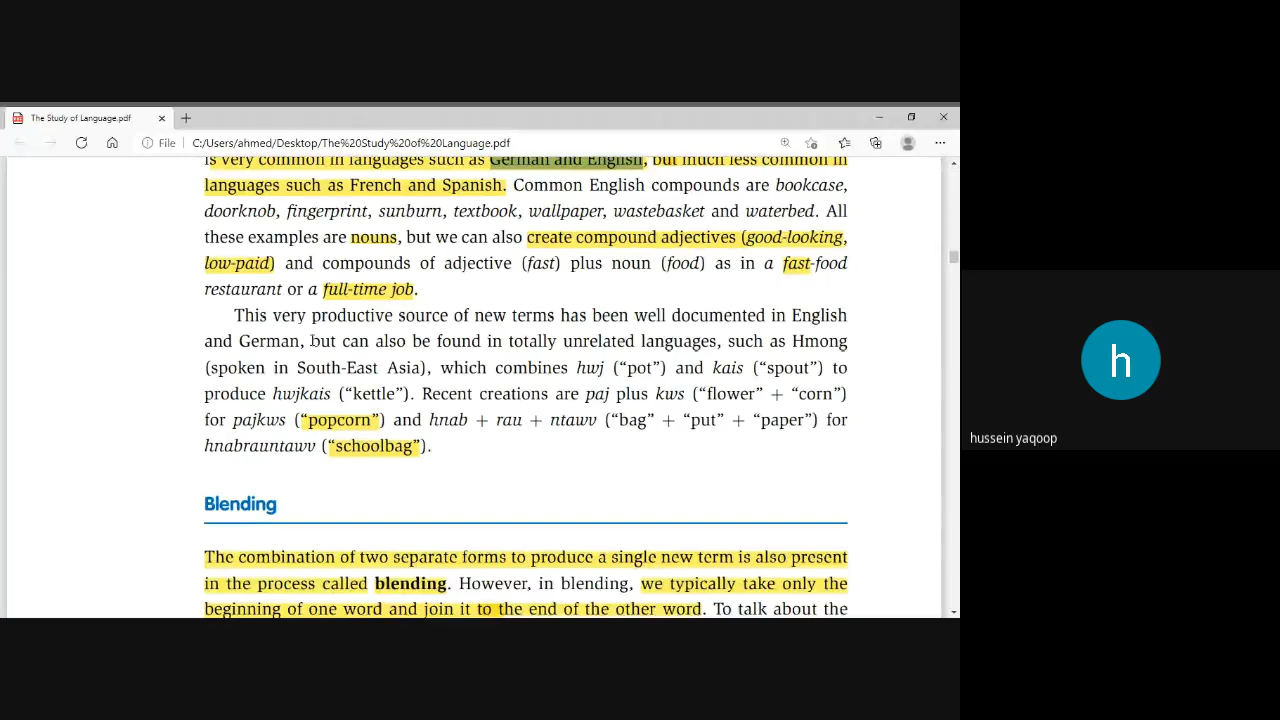 The Study of Language.pdf
File
C:/Users/ahmed/Desktop/The%20Study%20of%20Language.pdf
is very common in languages such as German and English, but much less common in
languages such as French and Spanish. Common English compounds are bookcase,
doorknob, fingerprint, sunburn, textbook, wallpaper, wastebasket and waterbed. All
these examples are nouns, but we can also create compound adjectives (good-looking,
low-paid) and compounds of adjective (fast) plus noun (food) as in a fast-food
restaurant or a full-time job.
This very productive source of new terms has been well documented in English
and German, but can also be found in totally unrelated languages, such as Hmong
(spoken in South-East Asia), which combines hwj (“pot”) and kais (“spout”) to
produce hwjkais (“kettle”). Recent creations are paj plus kws (“flower” + “corn”)
for pajkws (“popcorn”) and hnab + rau + ntawv (“bag” + “put” + “paper”) for
hnabrauntawv (“schoolbag”).
Blending
The combination of two separate forms to produce a single new term is also present
in the process called blending. However, in blending, we typically take only the
beginning of one word and join it to the end of the other word. To talk about the
h
hussein yaqoop